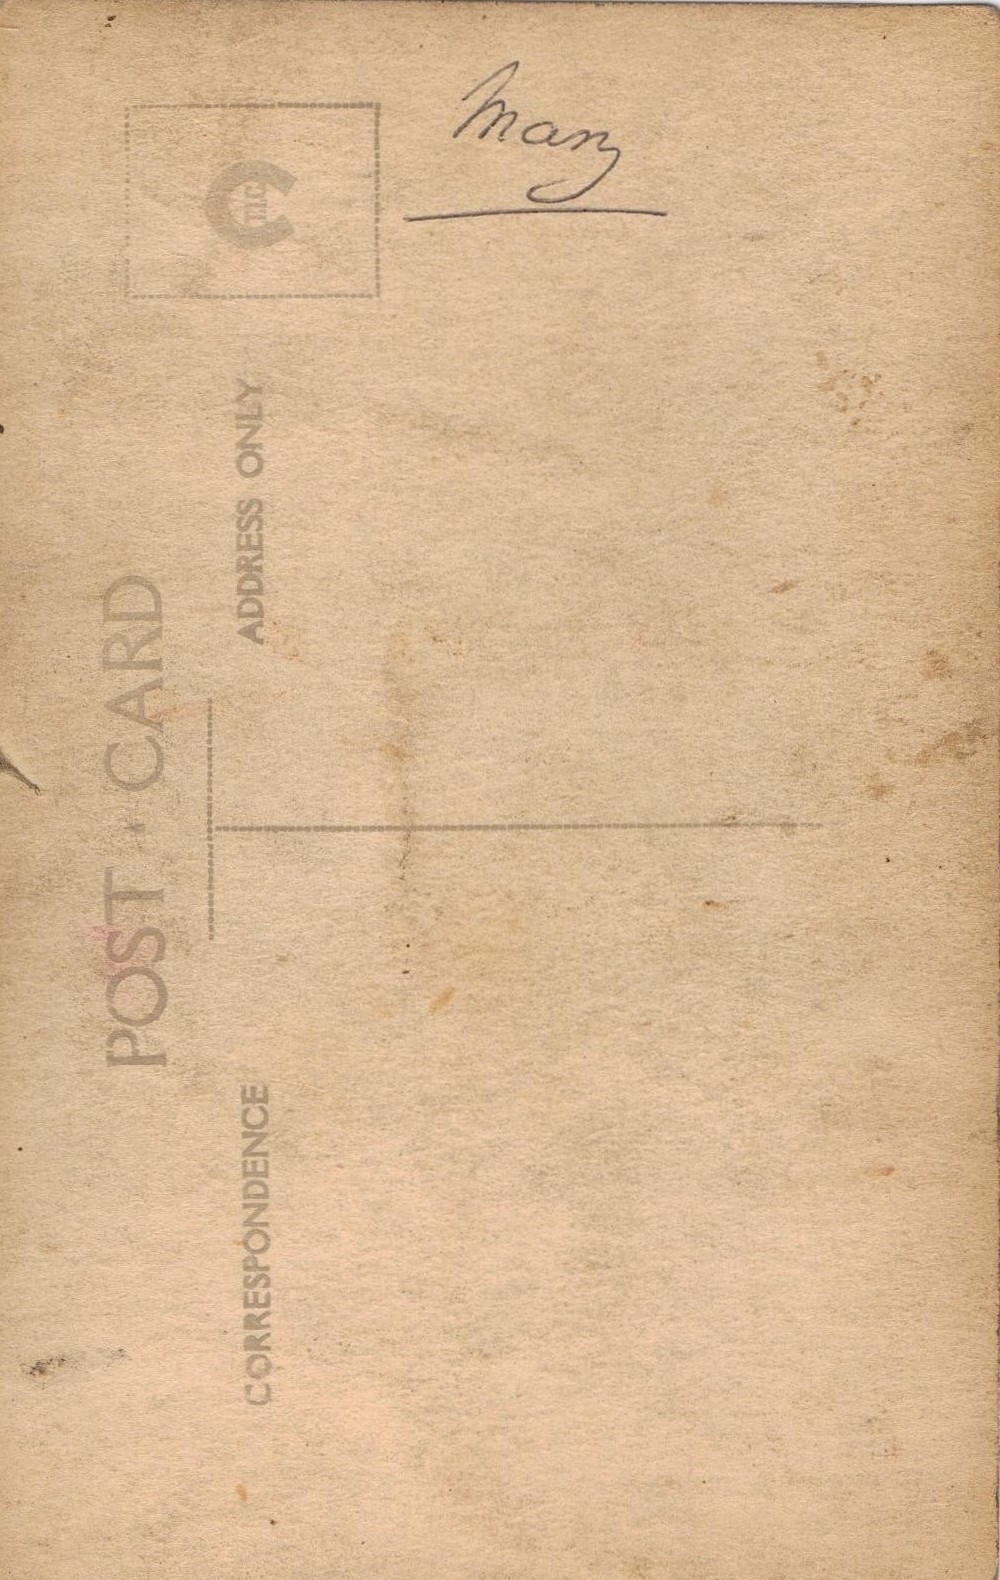 Mary
POST CARD
CORRESPONDENCE
ADDRESS ONLY